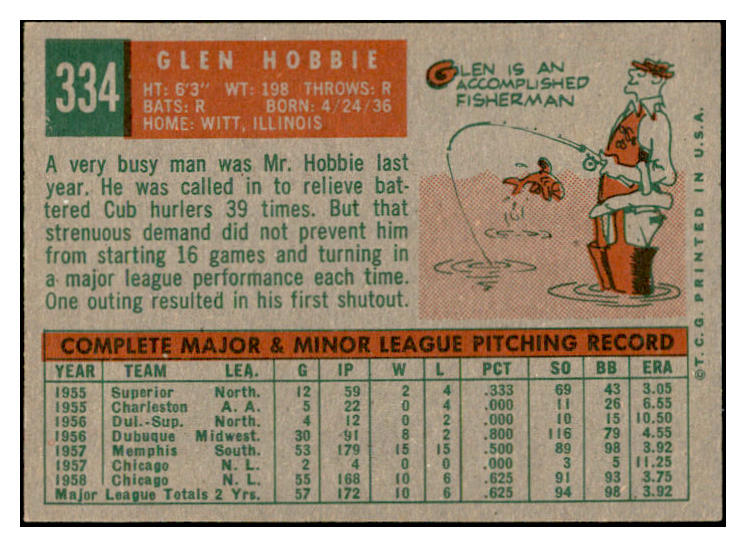 334
GLEN HOBBIE
HT: 6'3" WT: 198 THROWS: R
BATS: R BORN: 4/24/36
HOME: WITT, ILLINOIS
GLEN IS AN
ACCOMPLISHED
FISHERMAN
A very busy man was Mr. Hobbie last
year. He was called in to relieve bat-
tered Cub hurlers 39 times. But that
strenuous demand did not prevent him
from starting 16 games and turning in
a major league performance each time.
One outing resulted in his first shutout.
COMPLETE MAJOR & MINOR LEAGUE PITCHING RECORD
YEAR TEAM LEA. G IP W L PCT SO BB ERA
1955 Superior North. 12 59 2 4 .333 69 43 3.05
1955 Charleston A. A. 5 22 0 4 .000 11 26 6.55
1956 Dul.-Sup. North. 4 12 0 2 .000 10 15 10.50
1956 Dubuque Midwest. 30 91 8 2 .800 116 79 4.55
1957 Memphis South. 53 179 15 15 .500 89 98 3.92
1957 Chicago N. L. 2 4 0 0 .000 3 5 11.25
1958 Chicago N. L. 55 168 10 6 .625 91 93 3.75
Major League Totals 2 Yrs. 57 172 10 6 .625 94 98 3.92
© T. C. G. PRINTED IN U.S.A.